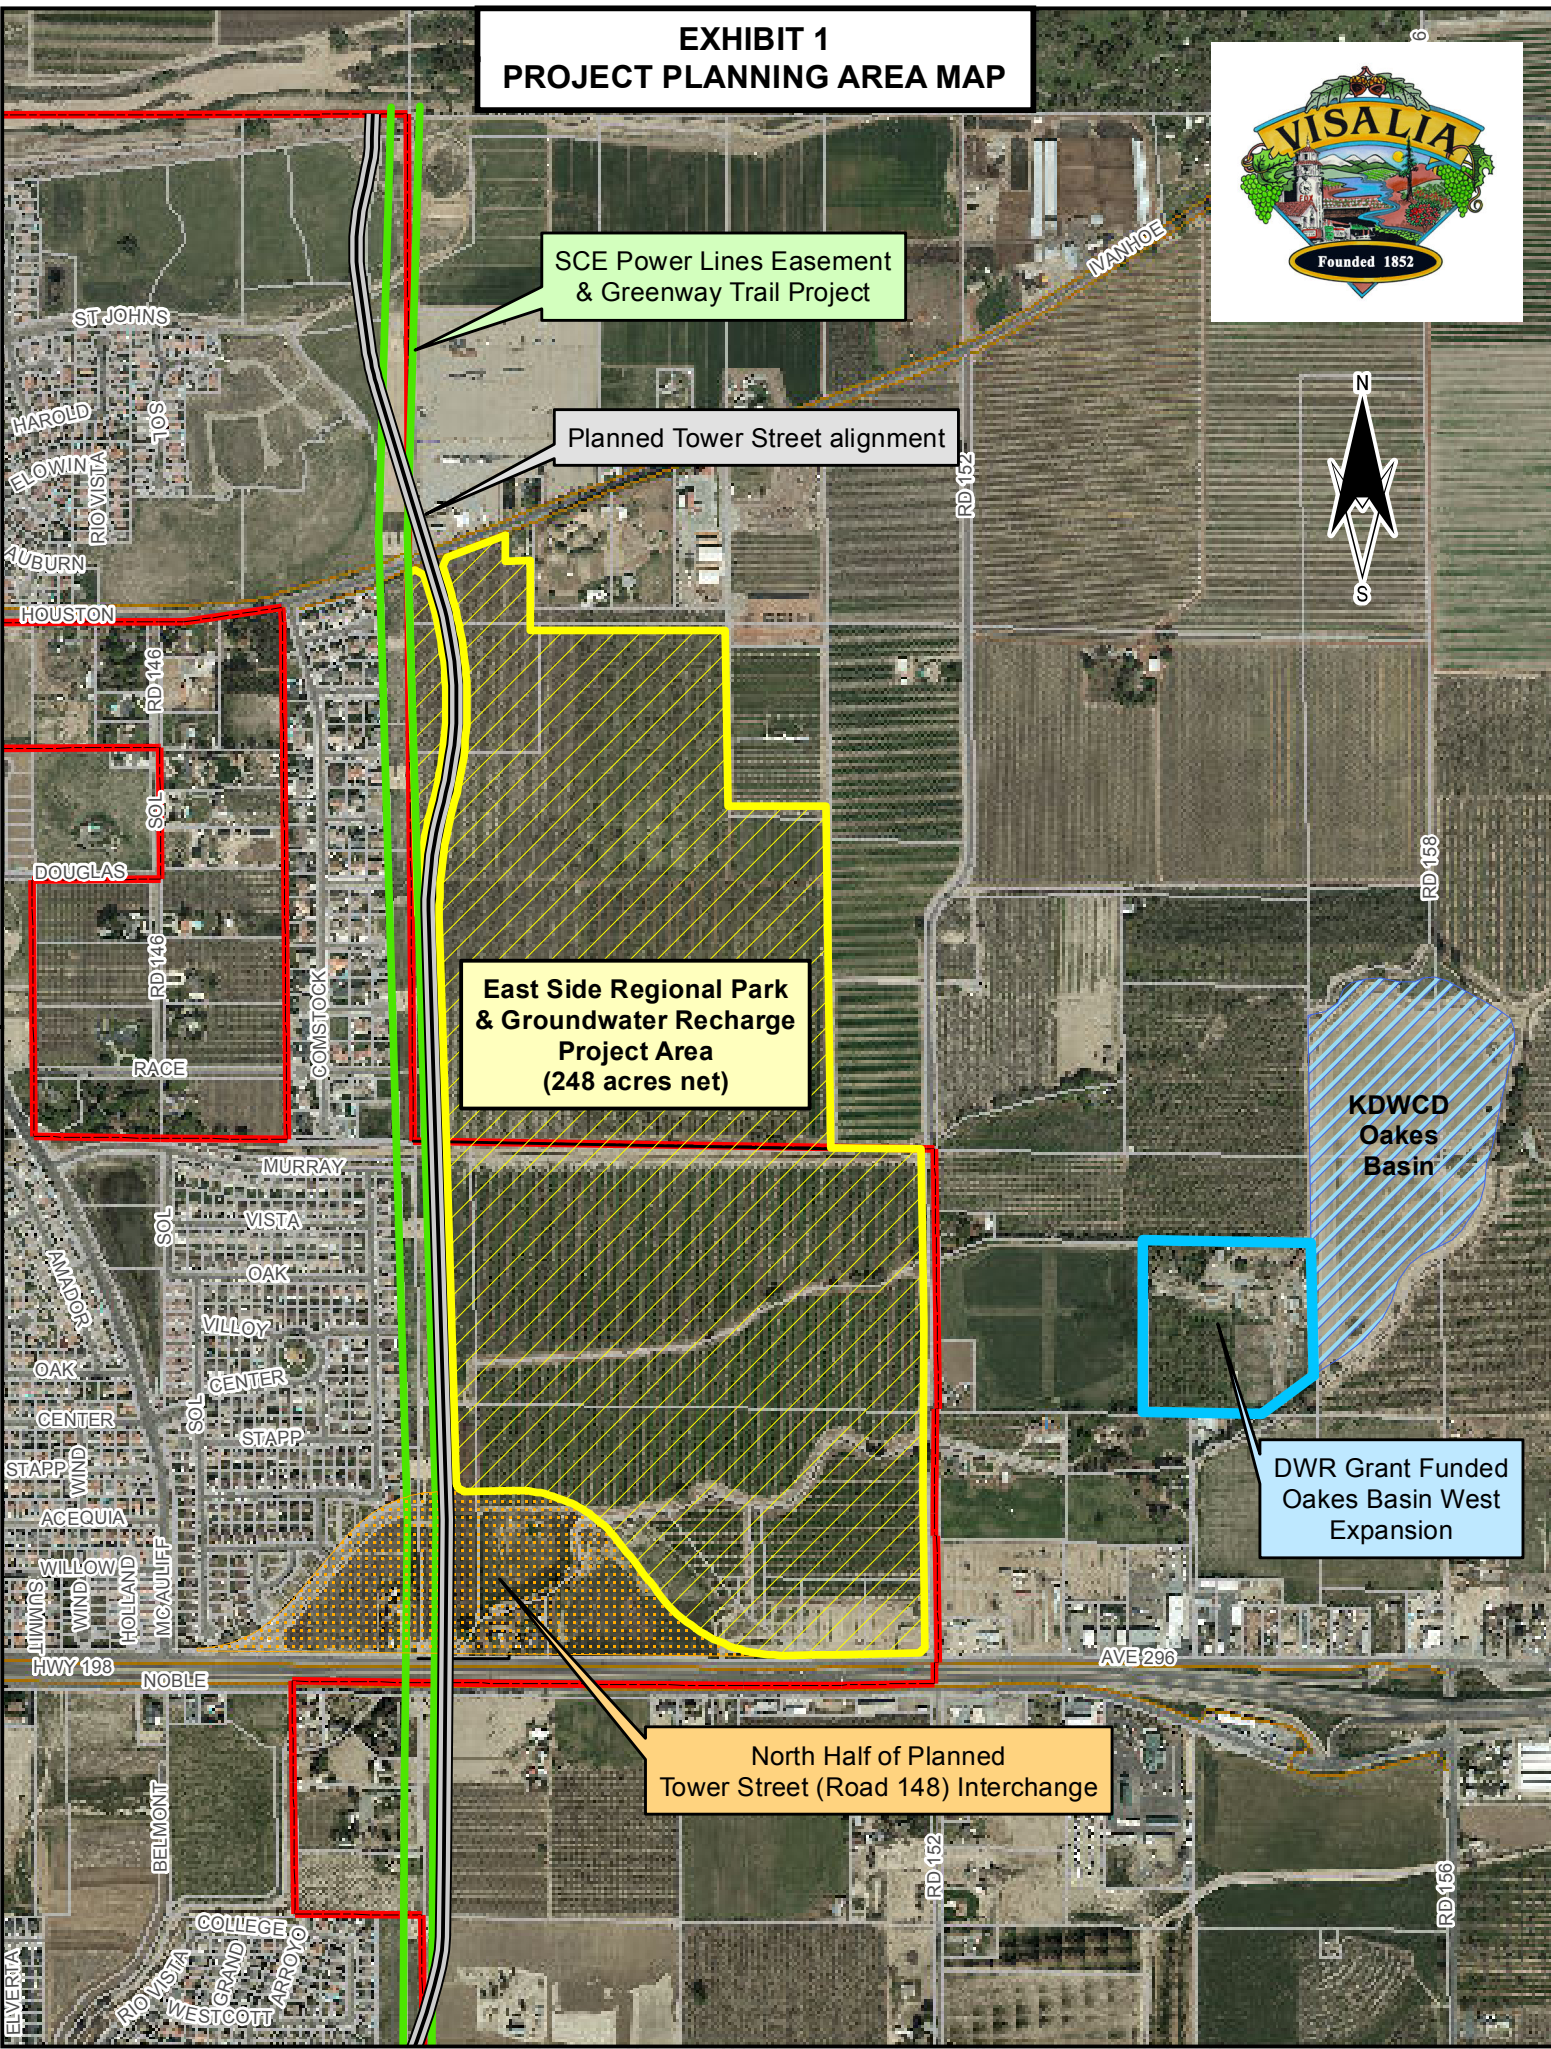 EXHIBIT 1
PROJECT PLANNING AREA MAP
6
VISALIA
FOX
Founded 1852
IVANHOE
SCE Power Lines Easement
& Greenway Trail Project
ST JOHNS
N
S
HAROLD
SOL
Planned Tower Street alignment
ELOWIN
RIO VISTA
RD 152
AUBURN
HOUSTON
RD 146
SOL
DOUGLAS
RD 158
RD 146
COMSTOCK
East Side Regional Park
& Groundwater Recharge
Project Area
(248 acres net)
RACE
KDWCD
Oakes
Basin
MURRAY
VISTA
SOL
OAK
AMADOR
VILLOY
OAK
CENTER
CENTER
SOL
STAPP
STAPP
WIND
DWR Grant Funded
Oakes Basin West
Expansion
ACEQUIA
WILLOW
SUMMIT
WIND
HOLLAND
MCAULIFF
HWY 198
NOBLE
AVE 296
North Half of Planned
Tower Street (Road 148) Interchange
BELMONT
RD 152
RD 156
COLLEGE
ELVERTA
RIO VISTA
GRAND
ARROYO
WESTCOTT